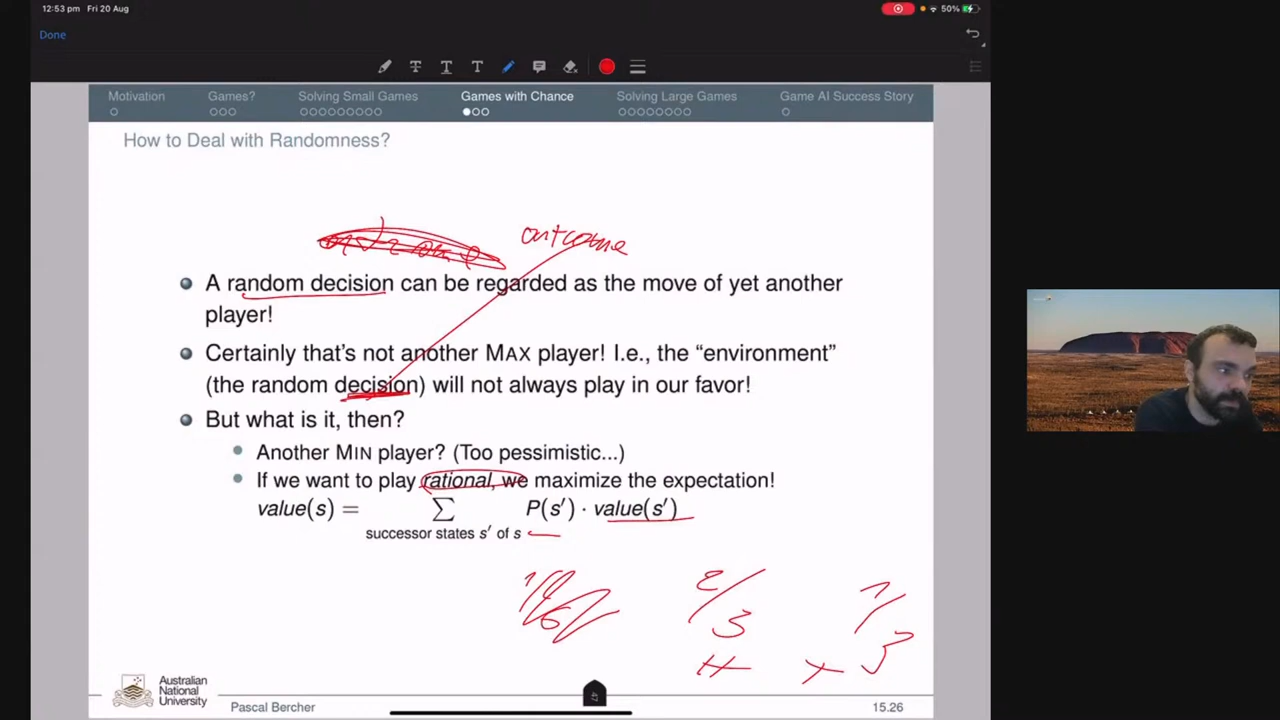 12:53 pm Fri 20 Aug
50%
Done
Motivation Games? Solving Small Games Games with Chance Solving Large Games Game AI Success Story
How to Deal with Randomness?
outcome
A random decision can be regarded as the move of yet another
player!
Certainly that's not another MAX player! I.e., the “environment”
(the random decision) will not always play in our favor!
But what is it, then?
Another MIN player? (Too pessimistic...)
If we want to play rational, we maximize the expectation!
value(s) = ∑ P(s′) · value(s′)
successor states s′ of s
2/3 1/3
Australian
National
University
Pascal Bercher
47
15.26